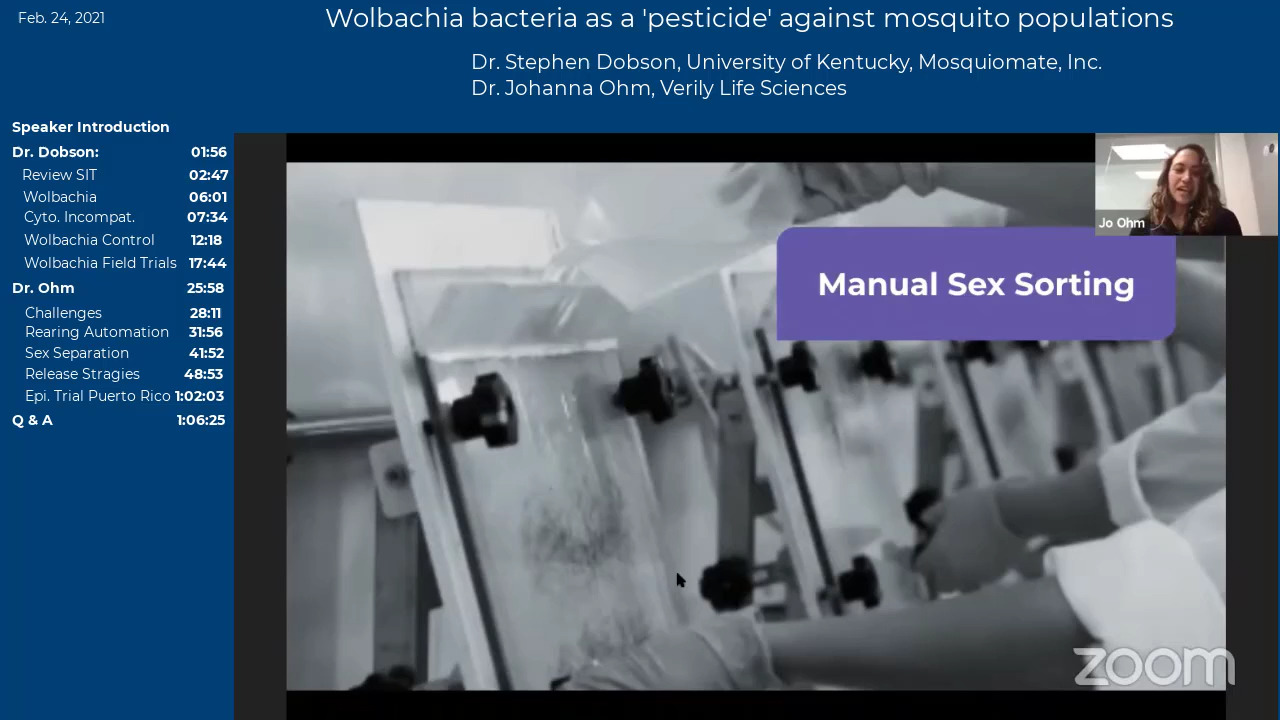 Feb. 24, 2021
Wolbachia bacteria as a 'pesticide' against mosquito populations
Dr. Stephen Dobson, University of Kentucky, Mosquiomate, Inc.
Dr. Johanna Ohm, Verily Life Sciences
Speaker Introduction
Dr. Dobson: 01:56
Review SIT 02:47
Wolbachia 06:01
Cyto. Incompat. 07:34
Wolbachia Control 12:18
Wolbachia Field Trials 17:44
Dr. Ohm 25:58
Challenges 28:11
Rearing Automation 31:56
Sex Separation 41:52
Release Stragies 48:53
Epi. Trial Puerto Rico 1:02:03
Q & A 1:06:25
Jo Ohm
Manual Sex Sorting
zoom